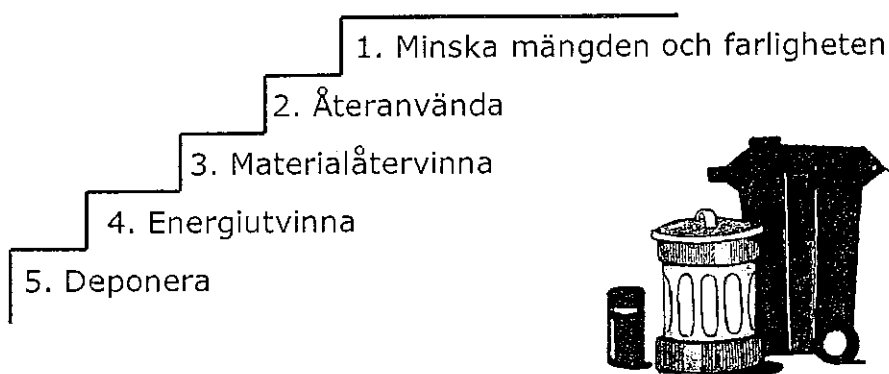 1. Minska mängden och farligheten
2. Återanvända
3. Materialåtervinna
4. Energiutvinna
5. Deponera